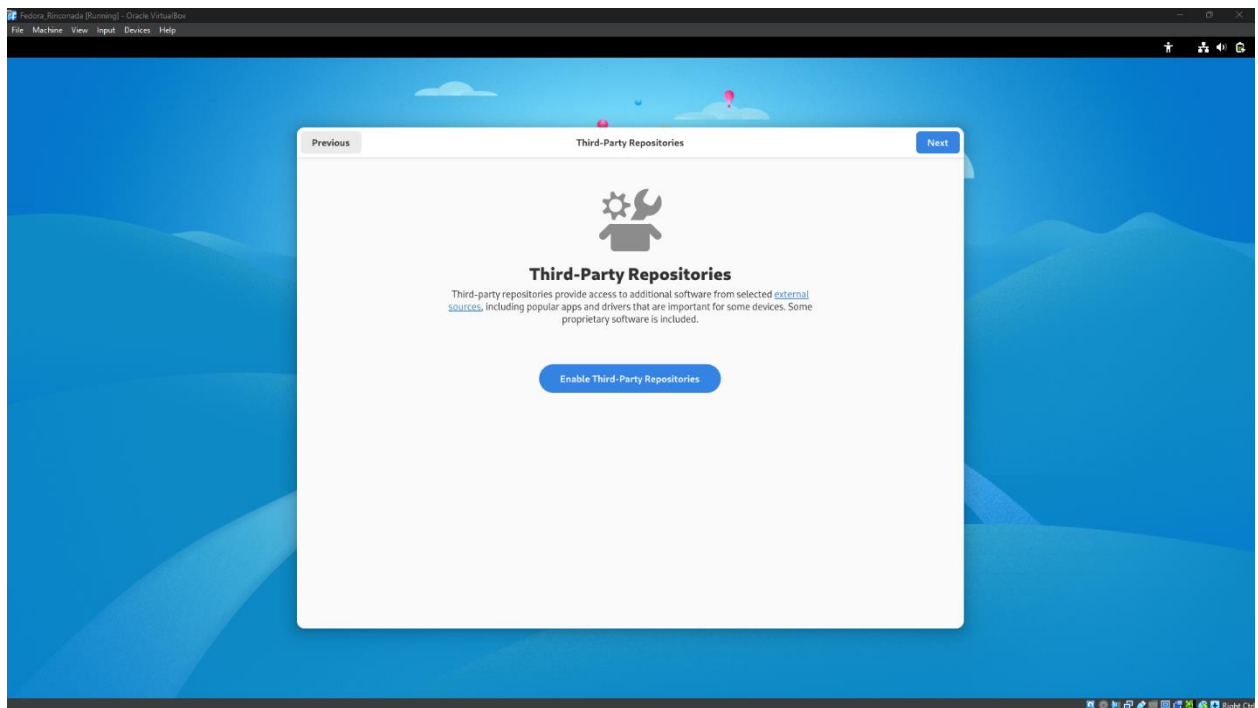 Fedora_Rinconada [Running] - Oracle VirtualBox
File Machine View Input Devices Help
Previous
Third-Party Repositories
Next
Third-Party Repositories
Third-party repositories provide access to additional software from selected external
sources, including popular apps and drivers that are important for some devices. Some
proprietary software is included.
Enable Third-Party Repositories
Right Ctrl